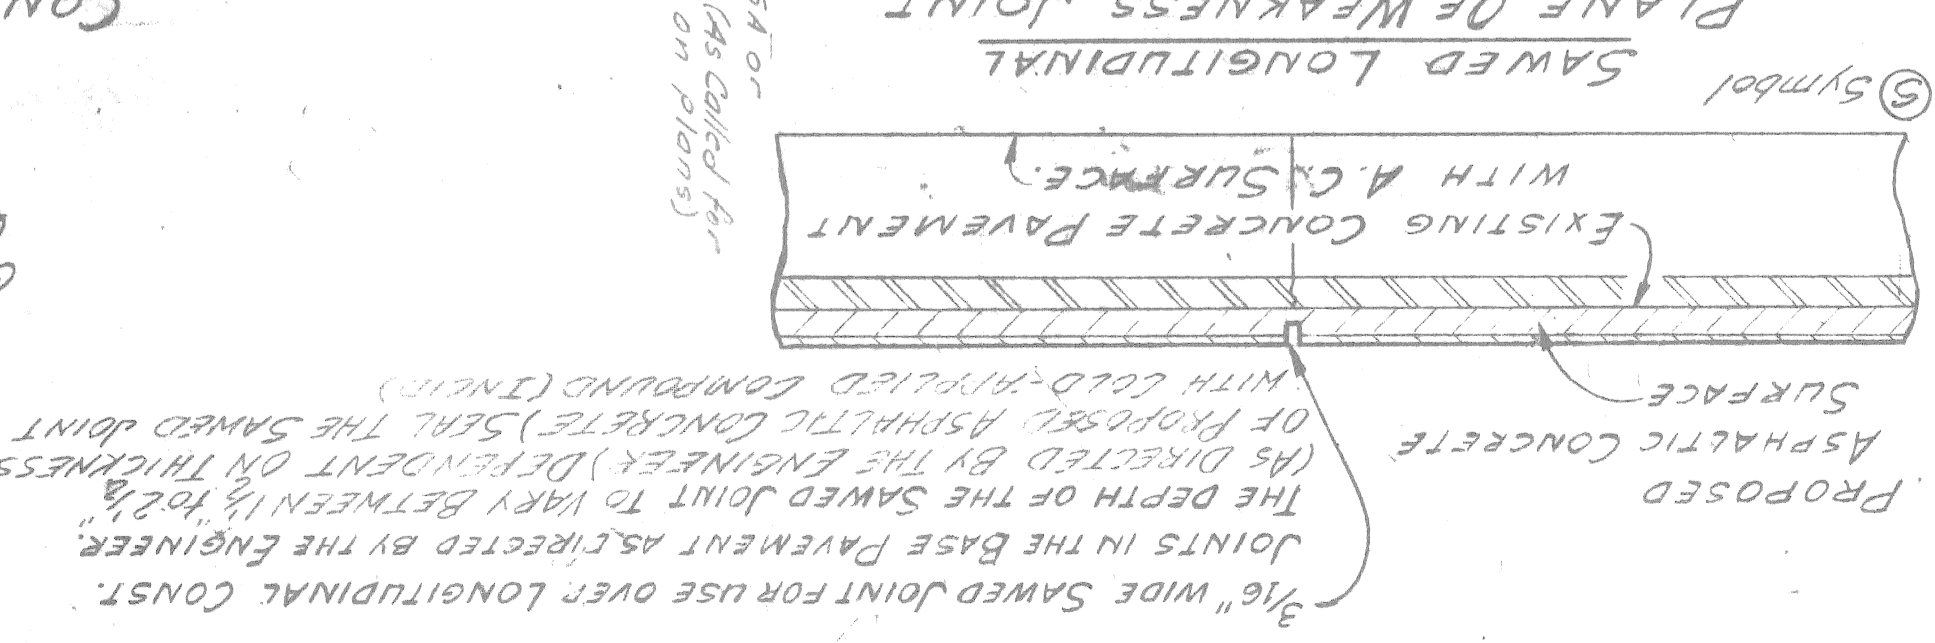 3/16" WIDE SAWED JOINT FOR USE OVER LONGITUDINAL CONST.
JOINTS IN THE BASE PAVEMENT AS DIRECTED BY THE ENGINEER.
THE DEPTH OF THE SAWED JOINT TO VARY BETWEEN 1½" to 2½"
(AS DIRECTED BY THE ENGINEER) DEPENDENT ON THICKNESS
OF PROPOSED ASPHALTIC CONCRETE) SEAL THE SAWED JOINT
WITH COLD-APPLIED COMPOUND (INCID)
PROPOSED
ASPHALTIC CONCRETE
SURFACE
EXISTING CONCRETE PAVEMENT
WITH A.C. SURFACE.
Ⓢ Symbol
SAWED LONGITUDINAL
PLANE OF WEAKNESS JOINT
or
(As Called for
on plans)
CON